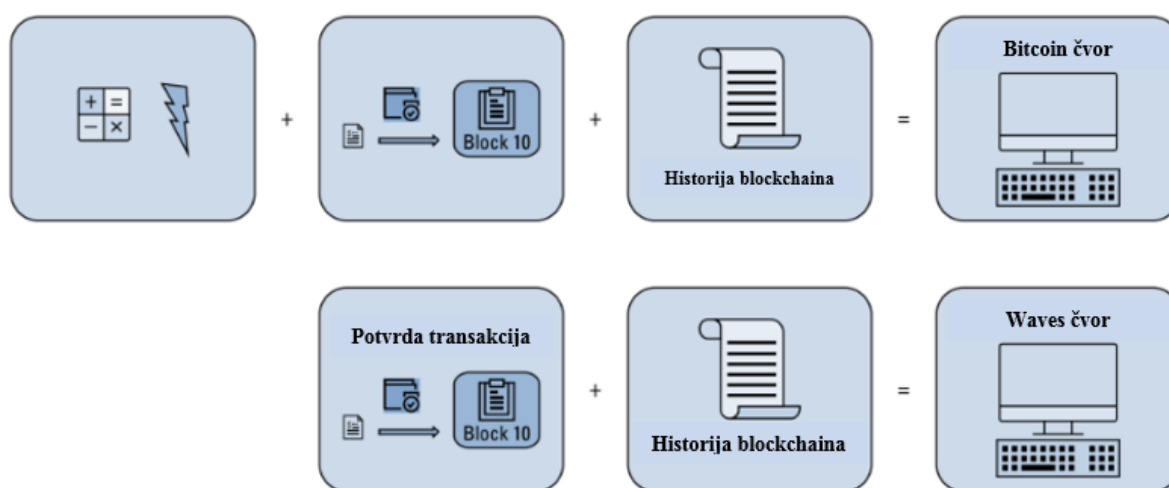 Bitcoin čvor
+ =
− ×
+
Block 10
+
Historija blockchaina
=
Potvrda transakcija
Block 10
+
Historija blockchaina
=
Waves čvor